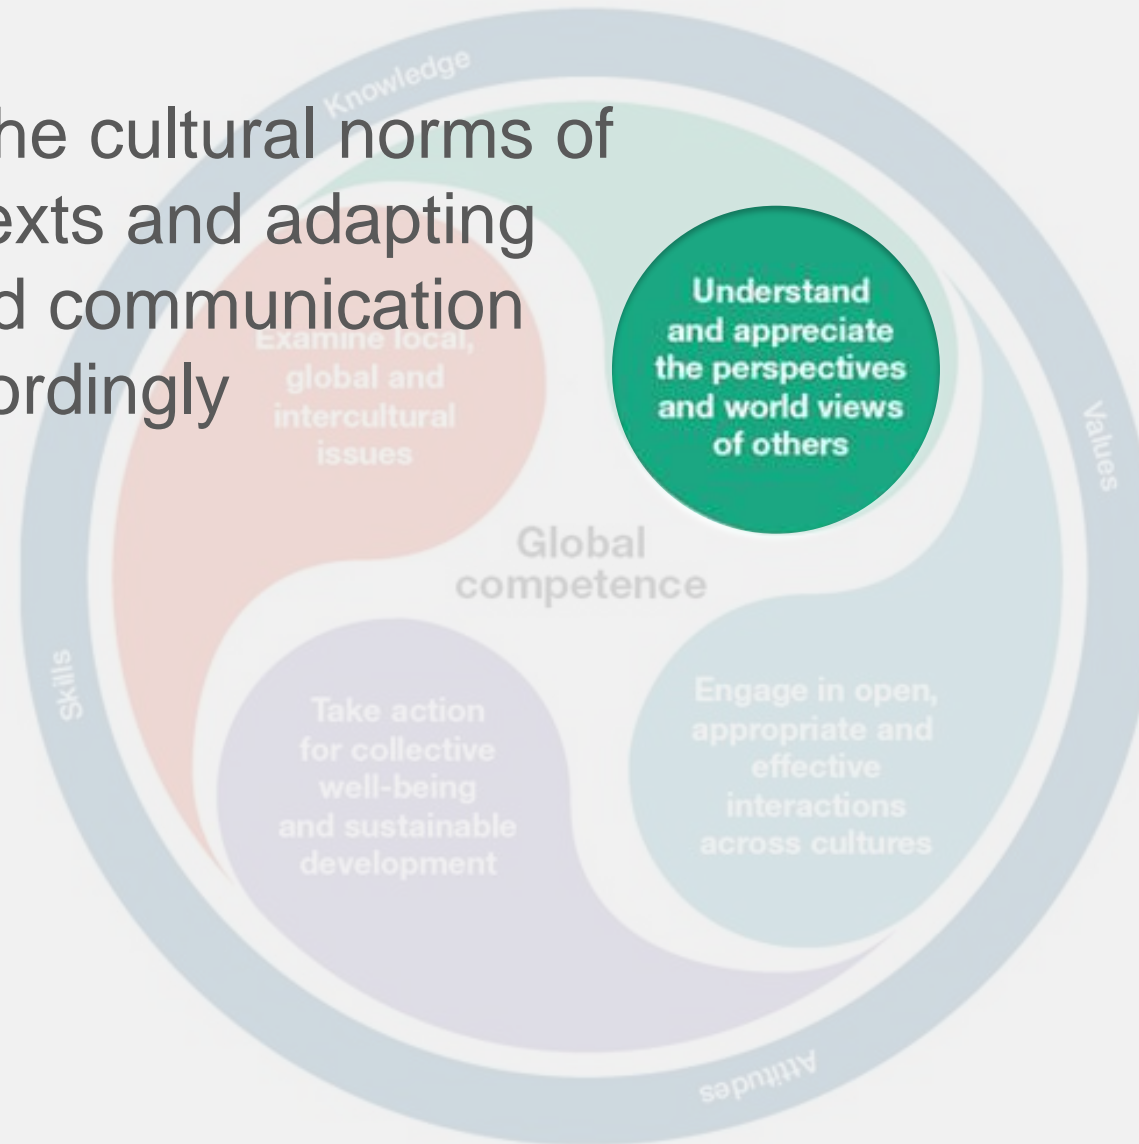 Knowledge
he cultural norms of
exts and adapting
d communication
ordingly
Examine local,
global and
intercultural
issues
Understand
and appreciate
the perspectives
and world views
of others
Values
Global
competence
Skills
Take action
for collective
well-being
and sustainable
development
Engage in open,
appropriate and
effective
interactions
across cultures
Attitudes